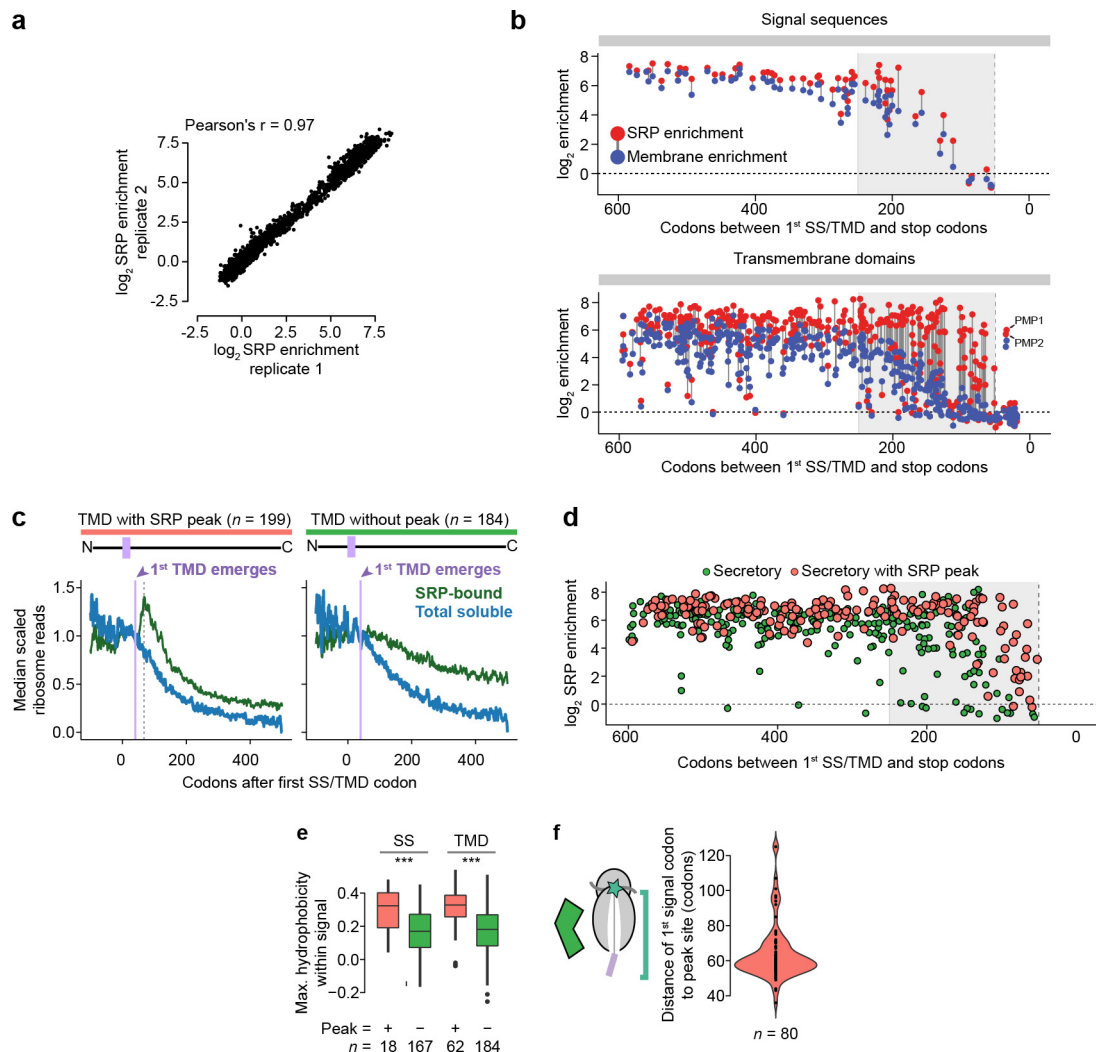 a
Pearson's r = 0.97
7.5
5.0
2.5
0.0
-2.5
log2 SRP enrichment
replicate 2
-2.5 0.0 2.5 5.0 7.5
log2 SRP enrichment
replicate 1
b
Signal sequences
8
6
4
2
0
log2 enrichment
SRP enrichment
Membrane enrichment
600 400 200 0
Codons between 1st SS/TMD and stop codons
Transmembrane domains
8
6
4
2
0
log2 enrichment
PMP1
PMP2
600 400 200 0
Codons between 1st SS/TMD and stop codons
c
TMD with SRP peak (n = 199)
N C
1st TMD emerges
TMD without peak (n = 184)
N C
1st TMD emerges
SRP-bound
Total soluble
1.5
1.0
0.5
0.0
Median scaled
ribosome reads
0 200 400
0 200 400
Codons after first SS/TMD codon
d
Secretory Secretory with SRP peak
8
6
4
2
0
log2 SRP enrichment
600 400 200 0
Codons between 1st SS/TMD and stop codons
e
SS TMD
*** ***
0.4
0.2
0.0
−0.2
Max. hydrophobicity
within signal
Peak = + − + −
n = 18 167 62 184
f
120
100
80
60
40
Distance of 1st signal codon
to peak site (codons)
n = 80